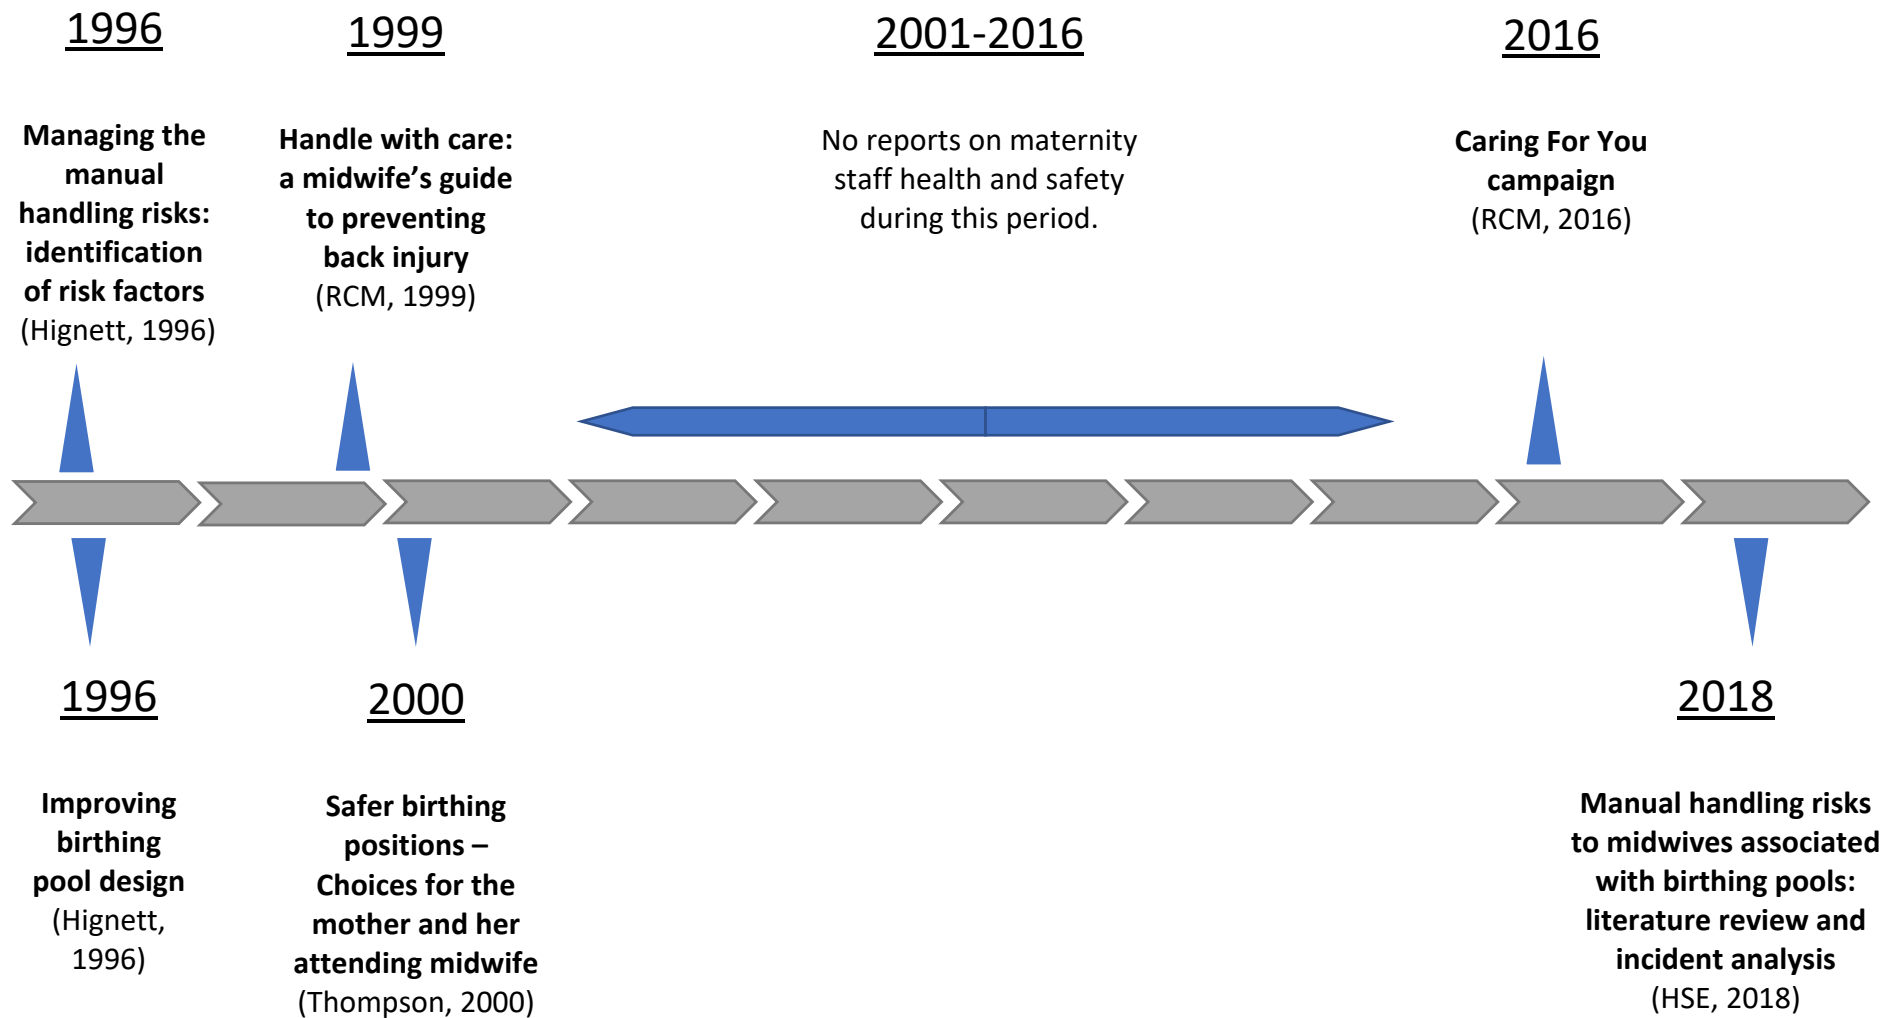 1996
Managing the
manual
handling risks:
identification
of risk factors
(Hignett, 1996)
1999
Handle with care:
a midwife’s guide
to preventing
back injury
(RCM, 1999)
2001-2016
No reports on maternity
staff health and safety
during this period.
2016
Caring For You
campaign
(RCM, 2016)
1996
Improving
birthing
pool design
(Hignett,
1996)
2000
Safer birthing
positions –
Choices for the
mother and her
attending midwife
(Thompson, 2000)
2018
Manual handling risks
to midwives associated
with birthing pools:
literature review and
incident analysis
(HSE, 2018)